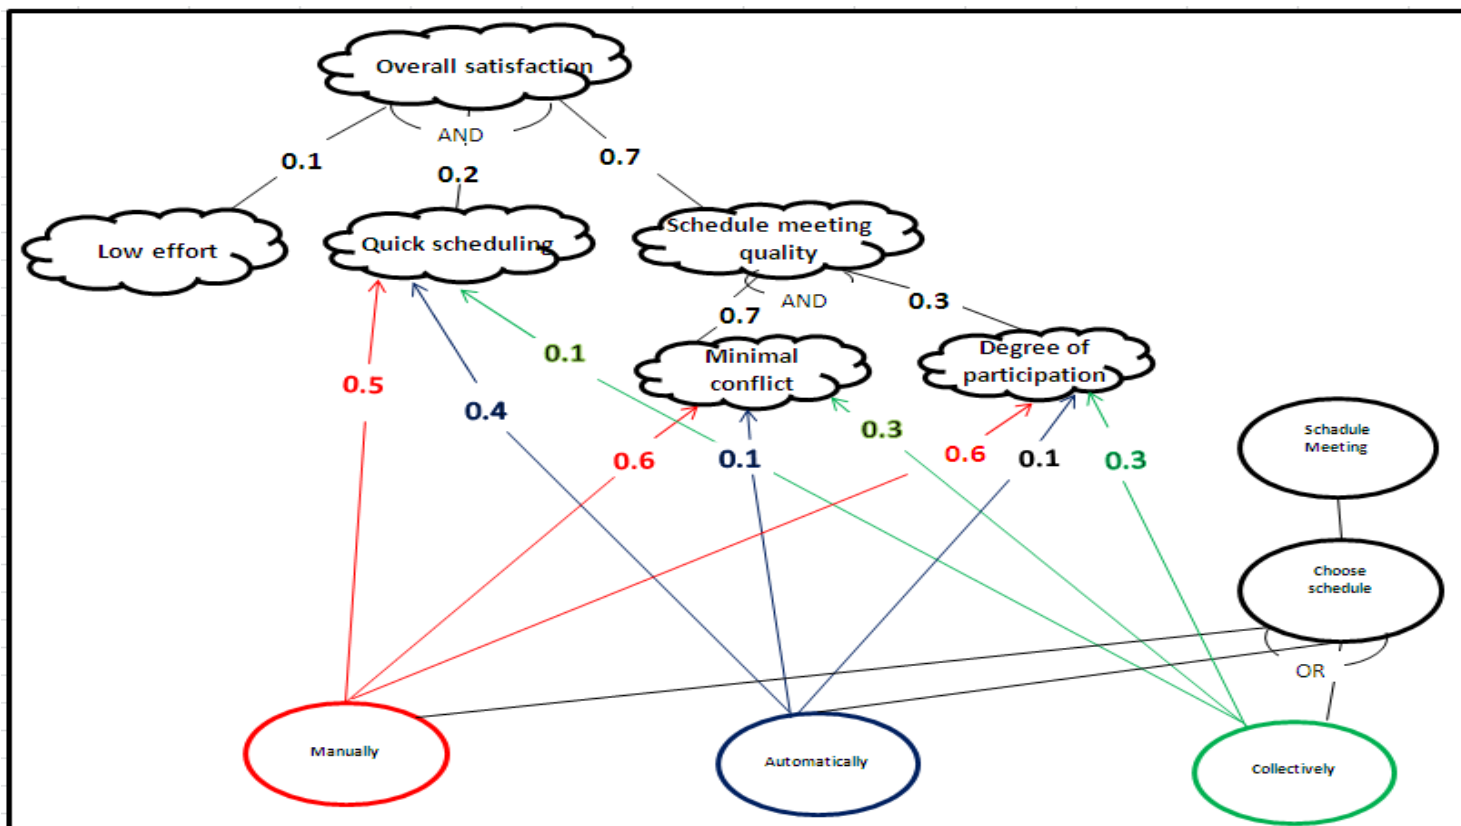 Overall satisfaction
AND
0.1
0.2
0.7
Low effort
Quick scheduling
Schedule meeting
quality
AND
0.7
0.3
Minimal
conflict
Degree of
participation
0.5
0.4
0.1
0.6
0.1
0.3
0.6
0.1
0.3
Schadule
Meeting
Choose
schedule
OR
Manually
Automatically
Collectively